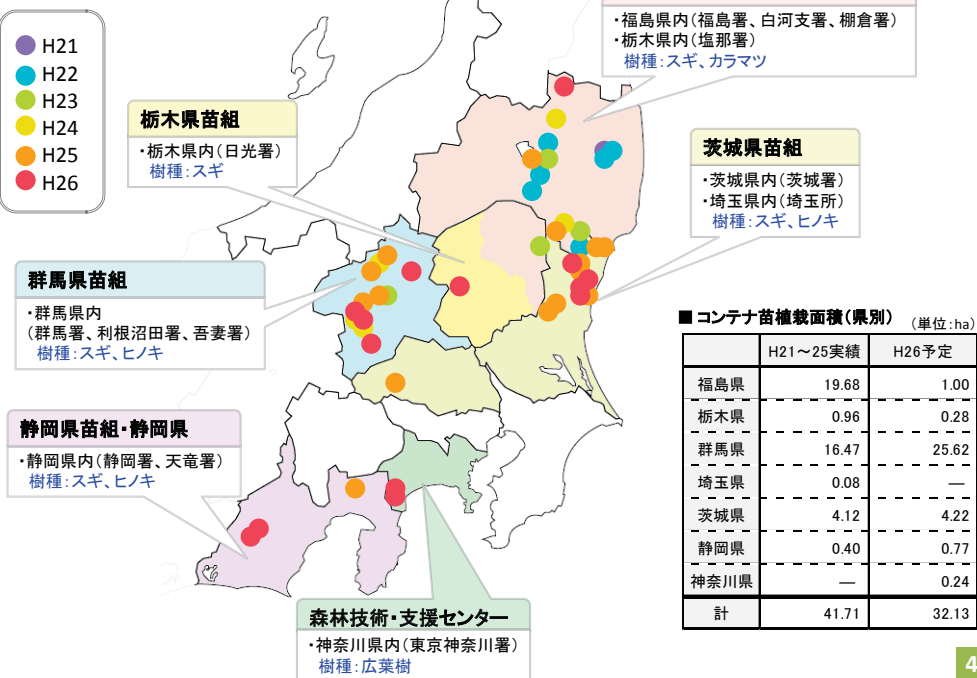 ・福島県内(福島署、白河支署、棚倉署)
・栃木県内(塩那署)
樹種:スギ、カラマツ
H21
H22
H23
H24
H25
H26
栃木県苗組
・栃木県内(日光署)
樹種:スギ
茨城県苗組
・茨城県内(茨城署)
・埼玉県内(埼玉所)
樹種:スギ、ヒノキ
群馬県苗組
・群馬県内
(群馬署、利根沼田署、吾妻署)
樹種:スギ、ヒノキ
静岡県苗組・静岡県
・静岡県内(静岡署、天竜署)
樹種:スギ、ヒノキ
森林技術・支援センター
・神奈川県内(東京神奈川署)
樹種:広葉樹
■ コンテナ苗植栽面積(県別) (単位:ha)
H21～25実績 H26予定
福島県 19.68 1.00
栃木県 0.96 0.28
群馬県 16.47 25.62
埼玉県 0.08 ―
茨城県 4.12 4.22
静岡県 0.40 0.77
神奈川県 ― 0.24
計 41.71 32.13
4